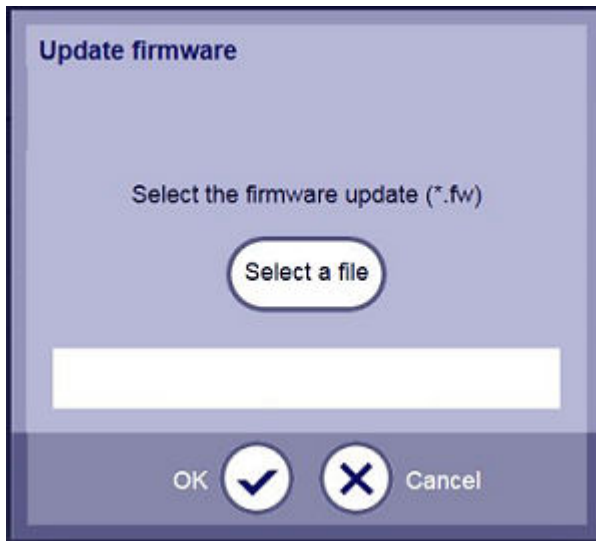 Update firmware
Select the firmware update (*.fw)
Select a file
OK Cancel